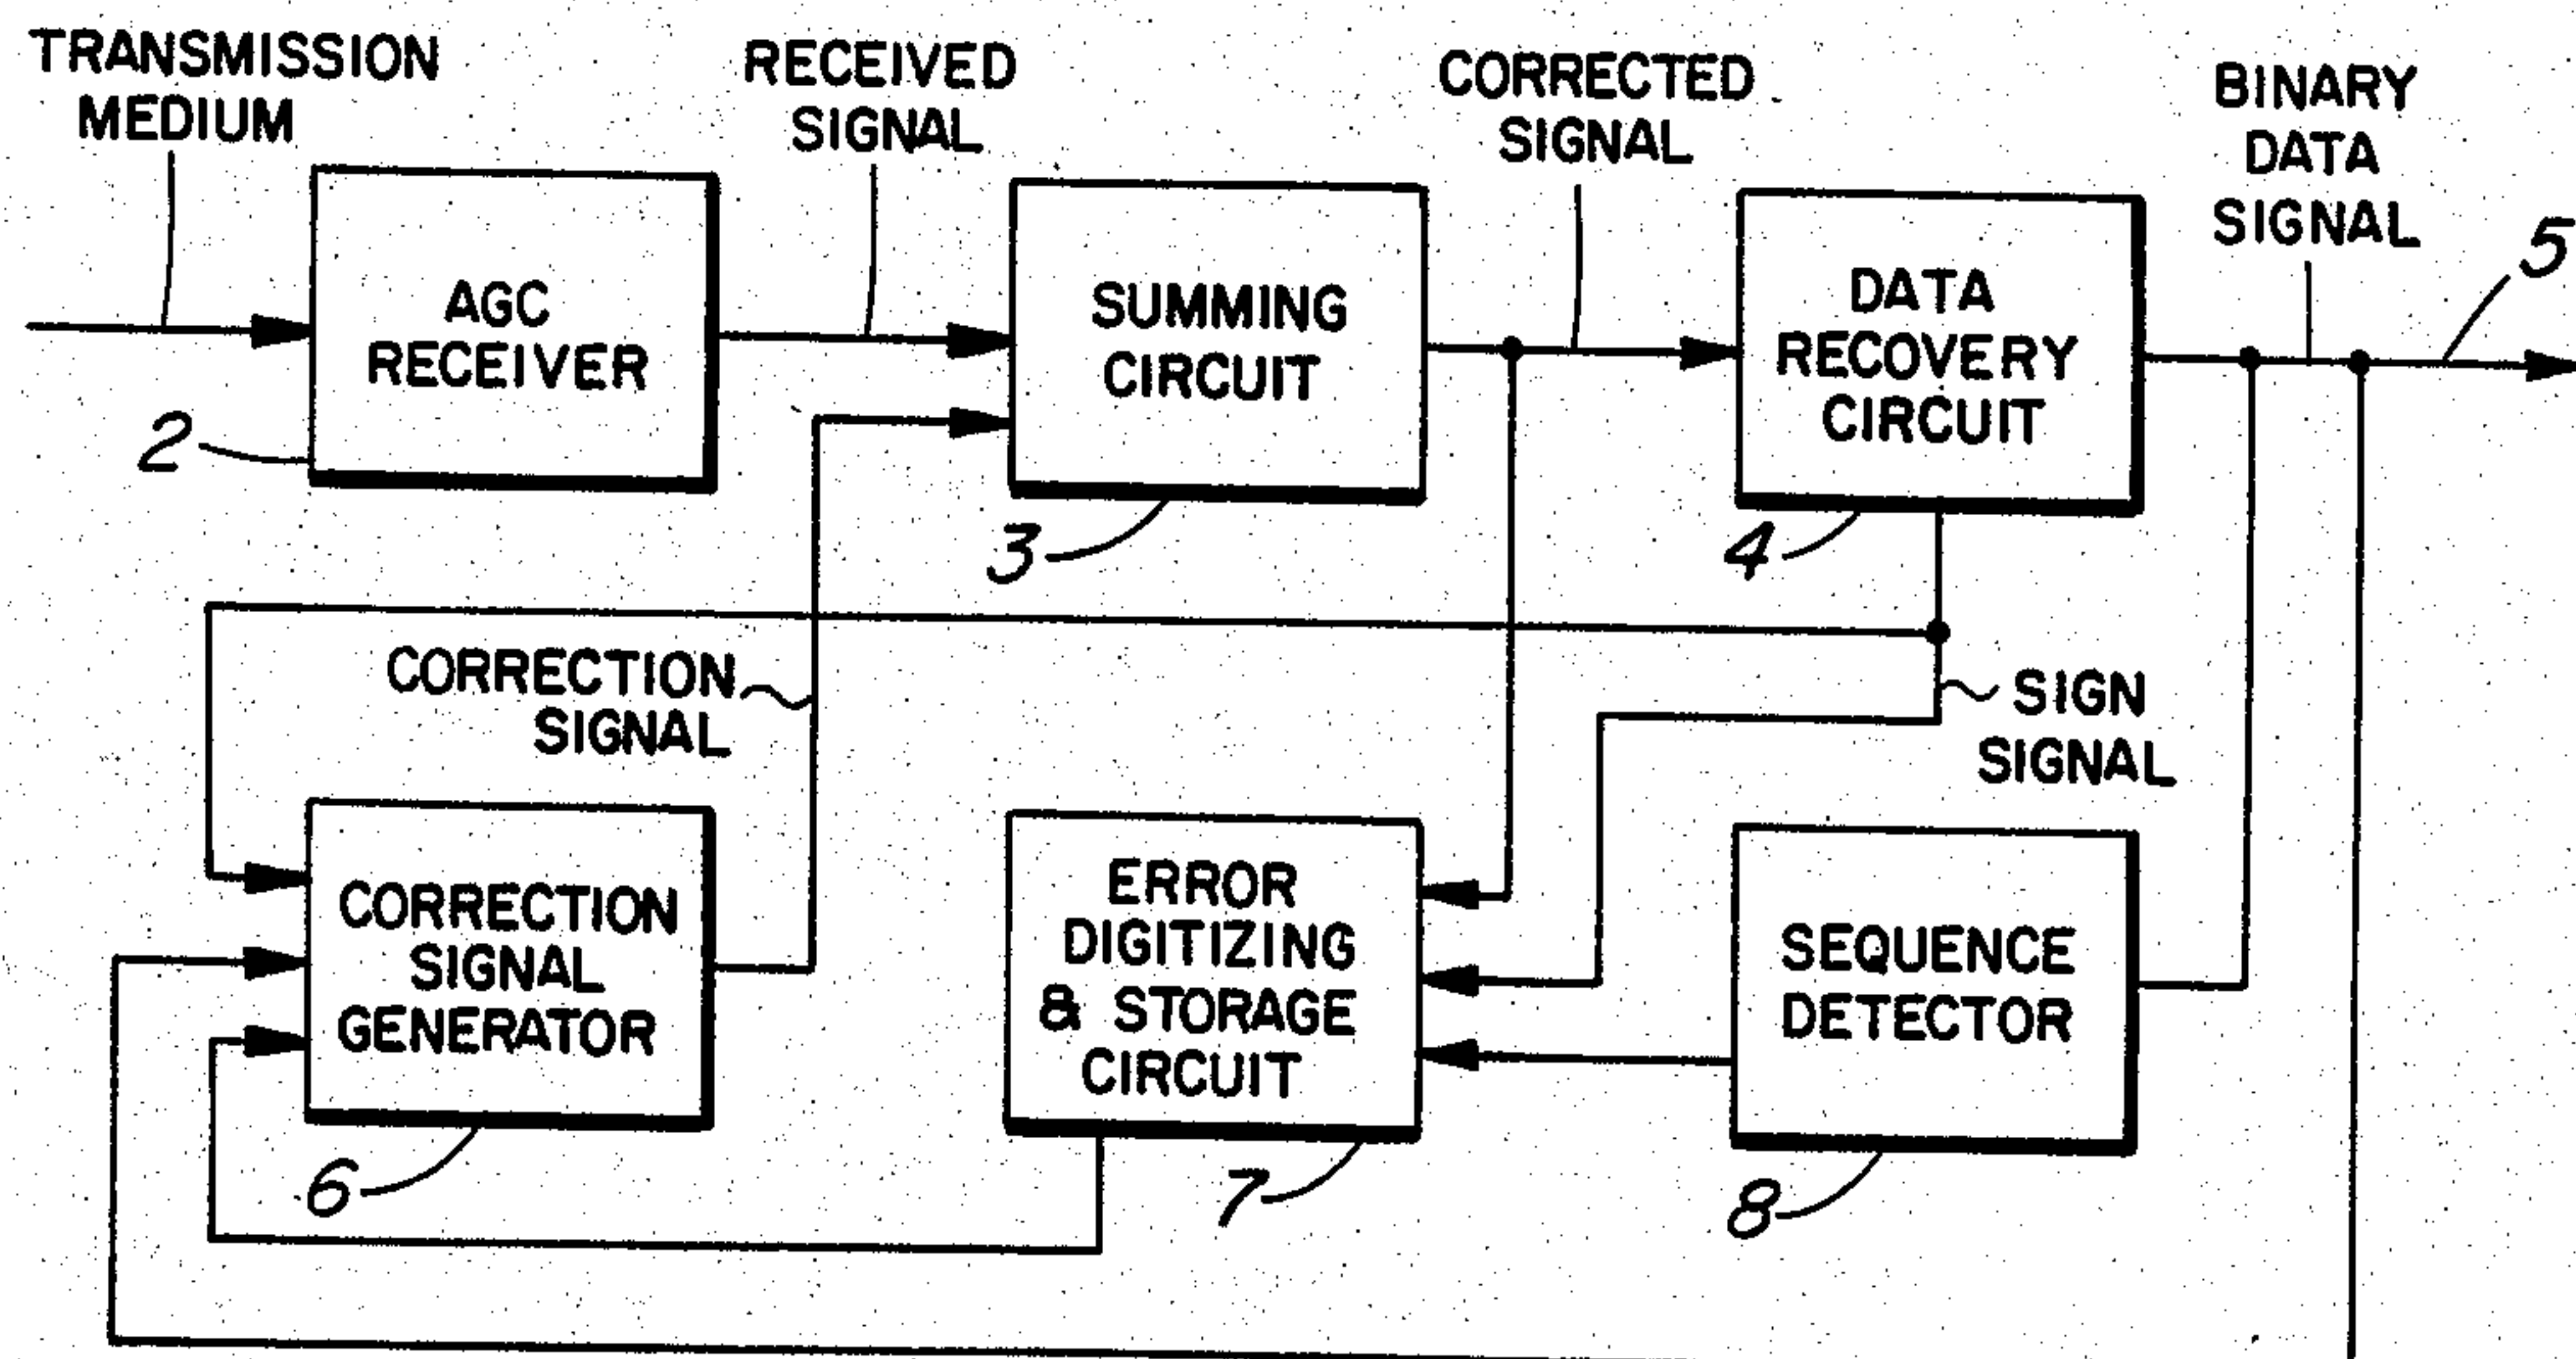 TRANSMISSION
MEDIUM
RECEIVED
SIGNAL
CORRECTED
SIGNAL
BINARY
DATA
SIGNAL
5
AGC
RECEIVER
2
SUMMING
CIRCUIT
3
DATA
RECOVERY
CIRCUIT
4
CORRECTION
SIGNAL
SIGN
SIGNAL
CORRECTION
SIGNAL
GENERATOR
6
ERROR
DIGITIZING
& STORAGE
CIRCUIT
7
SEQUENCE
DETECTOR
8